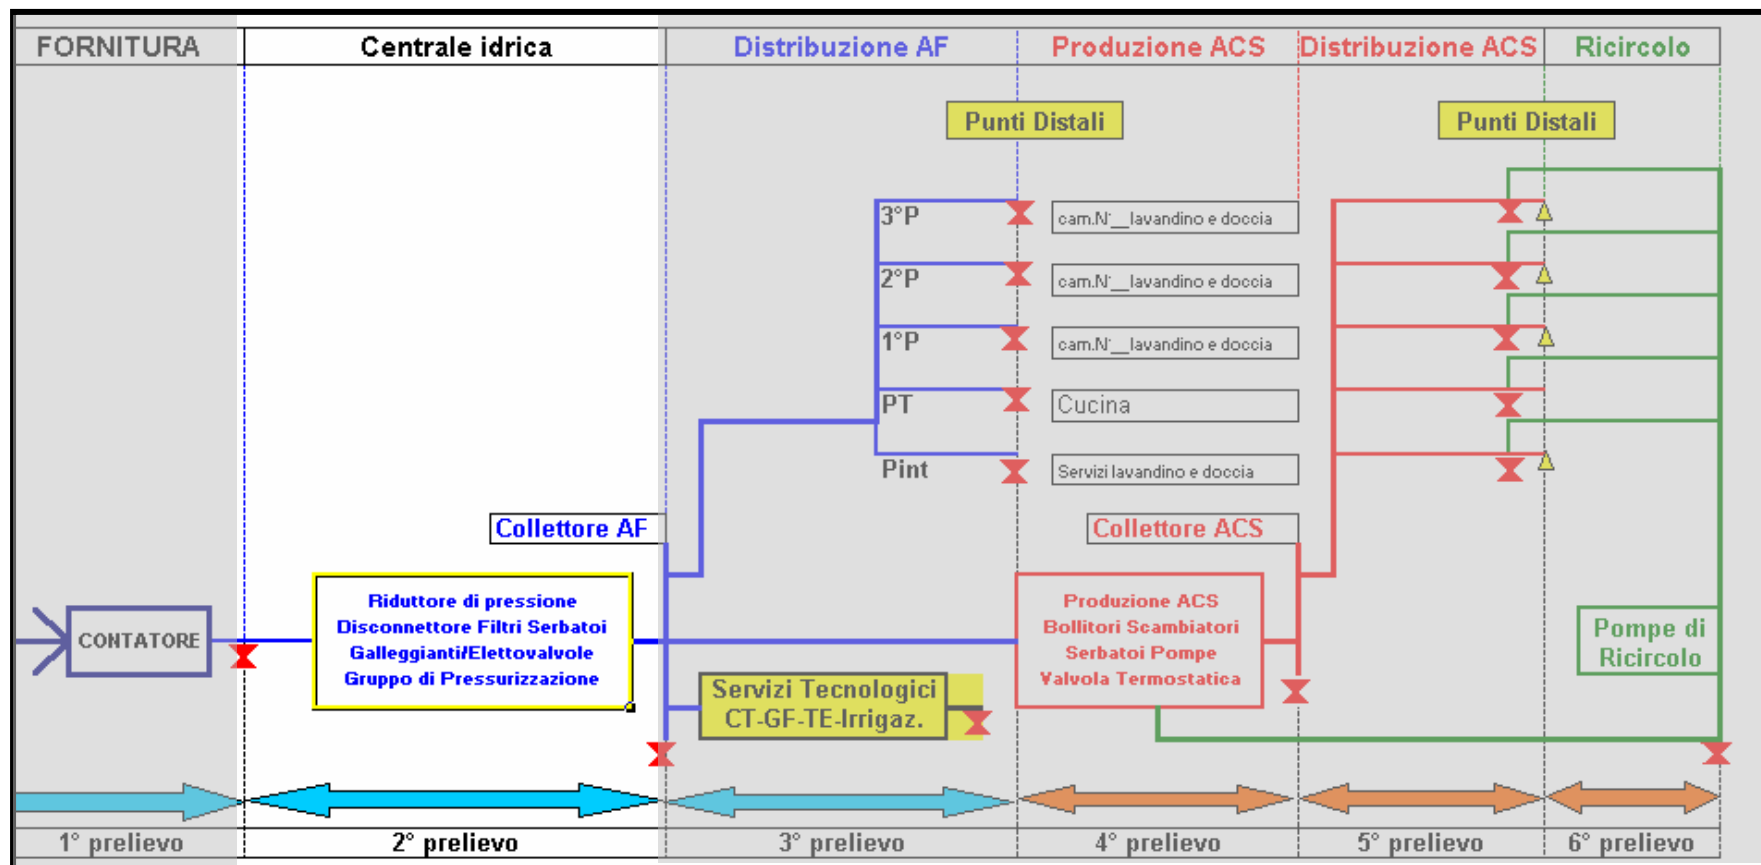 FORNITURA
Centrale idrica
Distribuzione AF
Produzione ACS
Distribuzione ACS
Ricircolo
Punti Distali
Punti Distali
3°P
cam.N°__lavandino e doccia
2°P
cam.N°__lavandino e doccia
1°P
cam.N°__lavandino e doccia
PT
Cucina
Pint
Servizi lavandino e doccia
Collettore AF
Collettore ACS
CONTATORE
Riduttore di pressione
Disconnettore Filtri Serbatoi
Galleggianti/Elettovalvole
Gruppo di Pressurizzazione
Produzione ACS
Bollitori Scambiatori
Serbatoi Pompe
Valvola Termostatica
Pompe di
Ricircolo
Servizi Tecnologici
CT-GF-TE-Irrigaz.
1° prelievo
2° prelievo
3° prelievo
4° prelievo
5° prelievo
6° prelievo